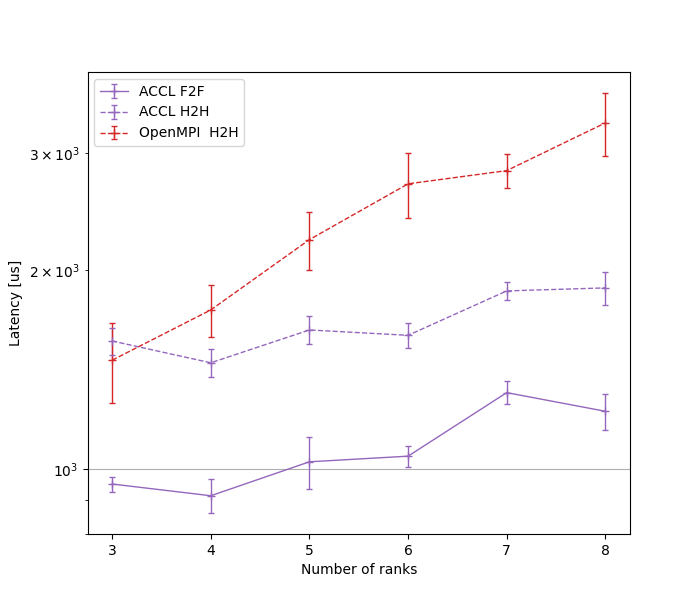 ACCL F2F
ACCL H2H
OpenMPI  H2H
3 × 10³
2 × 10³
10³
Latency [us]
3 4 5 6 7 8
Number of ranks